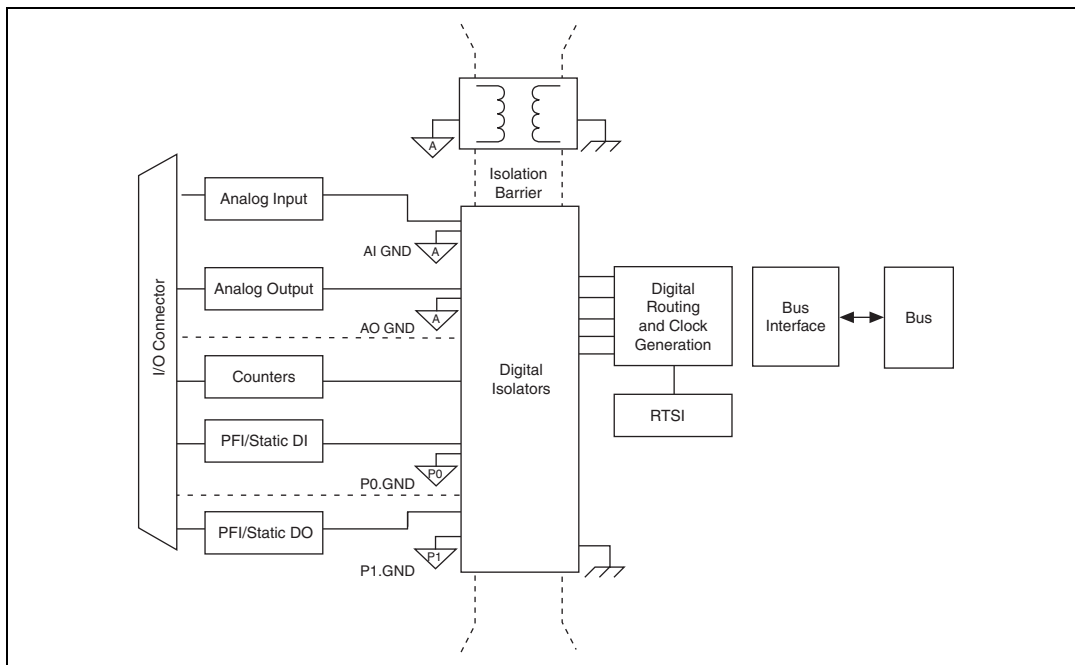 A
Isolation
Barrier
I/O Connector
Analog Input
AI GND
A
Analog Output
AO GND
A
Counters
PFI/Static DI
P0.GND
P0
PFI/Static DO
P1.GND
P1
Digital
Isolators
Digital
Routing
and Clock
Generation
RTSI
Bus
Interface
Bus